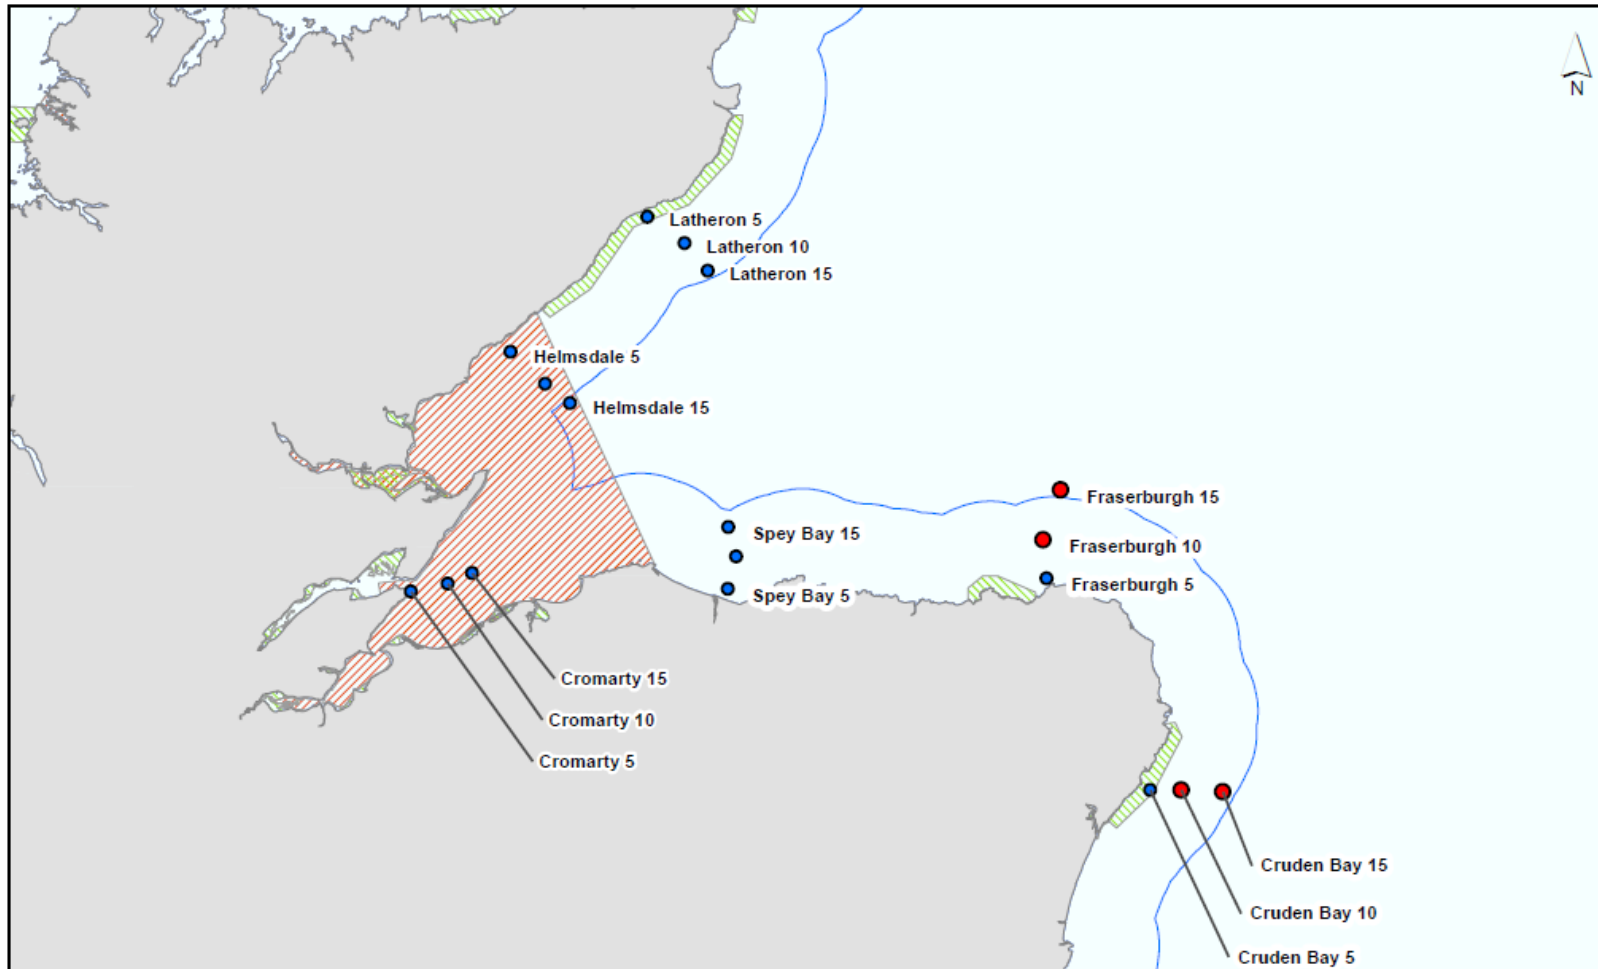 N
Latheron 5
Latheron 10
Latheron 15
Helmsdale 5
Helmsdale 15
Fraserburgh 15
Spey Bay 15
Fraserburgh 10
Fraserburgh 5
Spey Bay 5
Cromarty 15
Cromarty 10
Cromarty 5
Cruden Bay 15
Cruden Bay 10
Cruden Bay 5